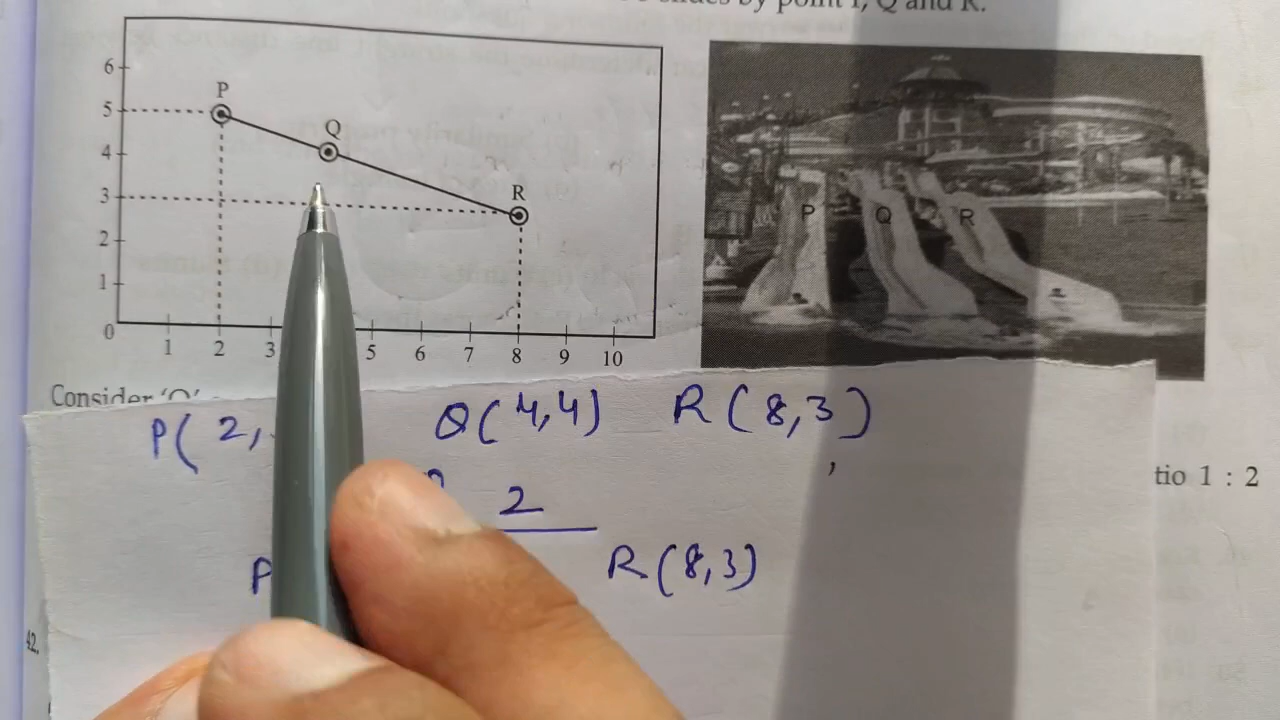 slides by point P, Q and R.
6
P
5
Q
4
3
R
2
1
0
1 2 3 5 6 7 8 9 10
P Q R
Consider 'Q'
P( 2, Q(4,4) R(8,3)
,
tio 1 : 2
2
P R(8,3)
42.